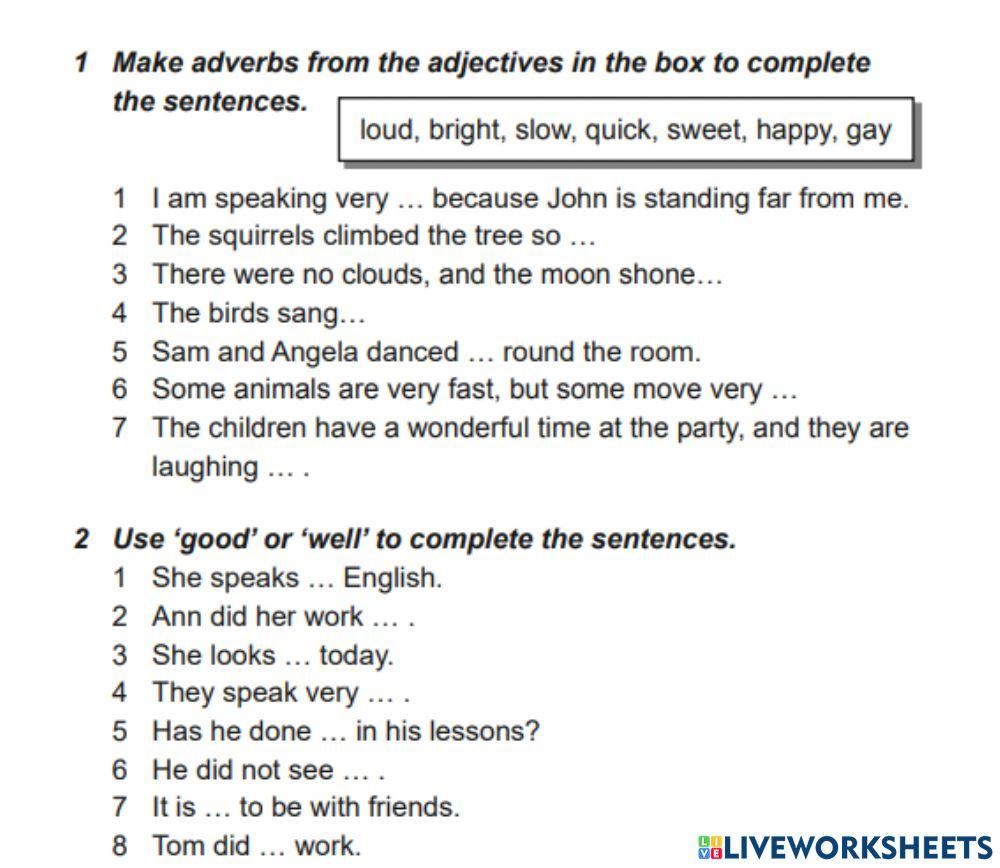 1 Make adverbs from the adjectives in the box to complete
the sentences.
loud, bright, slow, quick, sweet, happy, gay
1 I am speaking very … because John is standing far from me.
2 The squirrels climbed the tree so …
3 There were no clouds, and the moon shone…
4 The birds sang…
5 Sam and Angela danced … round the room.
6 Some animals are very fast, but some move very …
7 The children have a wonderful time at the party, and they are
laughing … .
2 Use ‘good’ or ‘well’ to complete the sentences.
1 She speaks … English.
2 Ann did her work … .
3 She looks … today.
4 They speak very … .
5 Has he done … in his lessons?
6 He did not see … .
7 It is … to be with friends.
8 Tom did … work.
LIVE LIVEWORKSHEETS